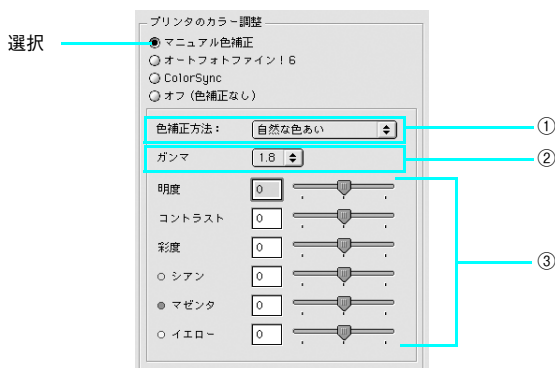 プリンタのカラー調整
選択
マニュアル色補正
オートフォトファイン！6
ColorSync
オフ（色補正なし）
色補正方法： 自然な色あい ①
ガンマ 1.8 ②
明度 0
コントラスト 0
彩度 0
シアン 0 ③
マゼンタ 0
イエロー 0